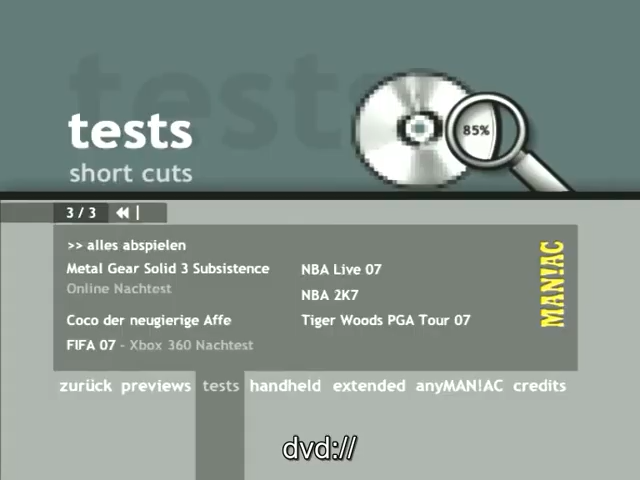 tests
tests
85%
short cuts
3 / 3
>> alles abspielen
Metal Gear Solid 3 Subsistence
Online Nachtest
Coco der neugierige Affe
FIFA 07 - Xbox 360 Nachtest
NBA Live 07
NBA 2K7
Tiger Woods PGA Tour 07
MAN!AC
zurück previews tests handheld extended anyMAN!AC credits
dvd://